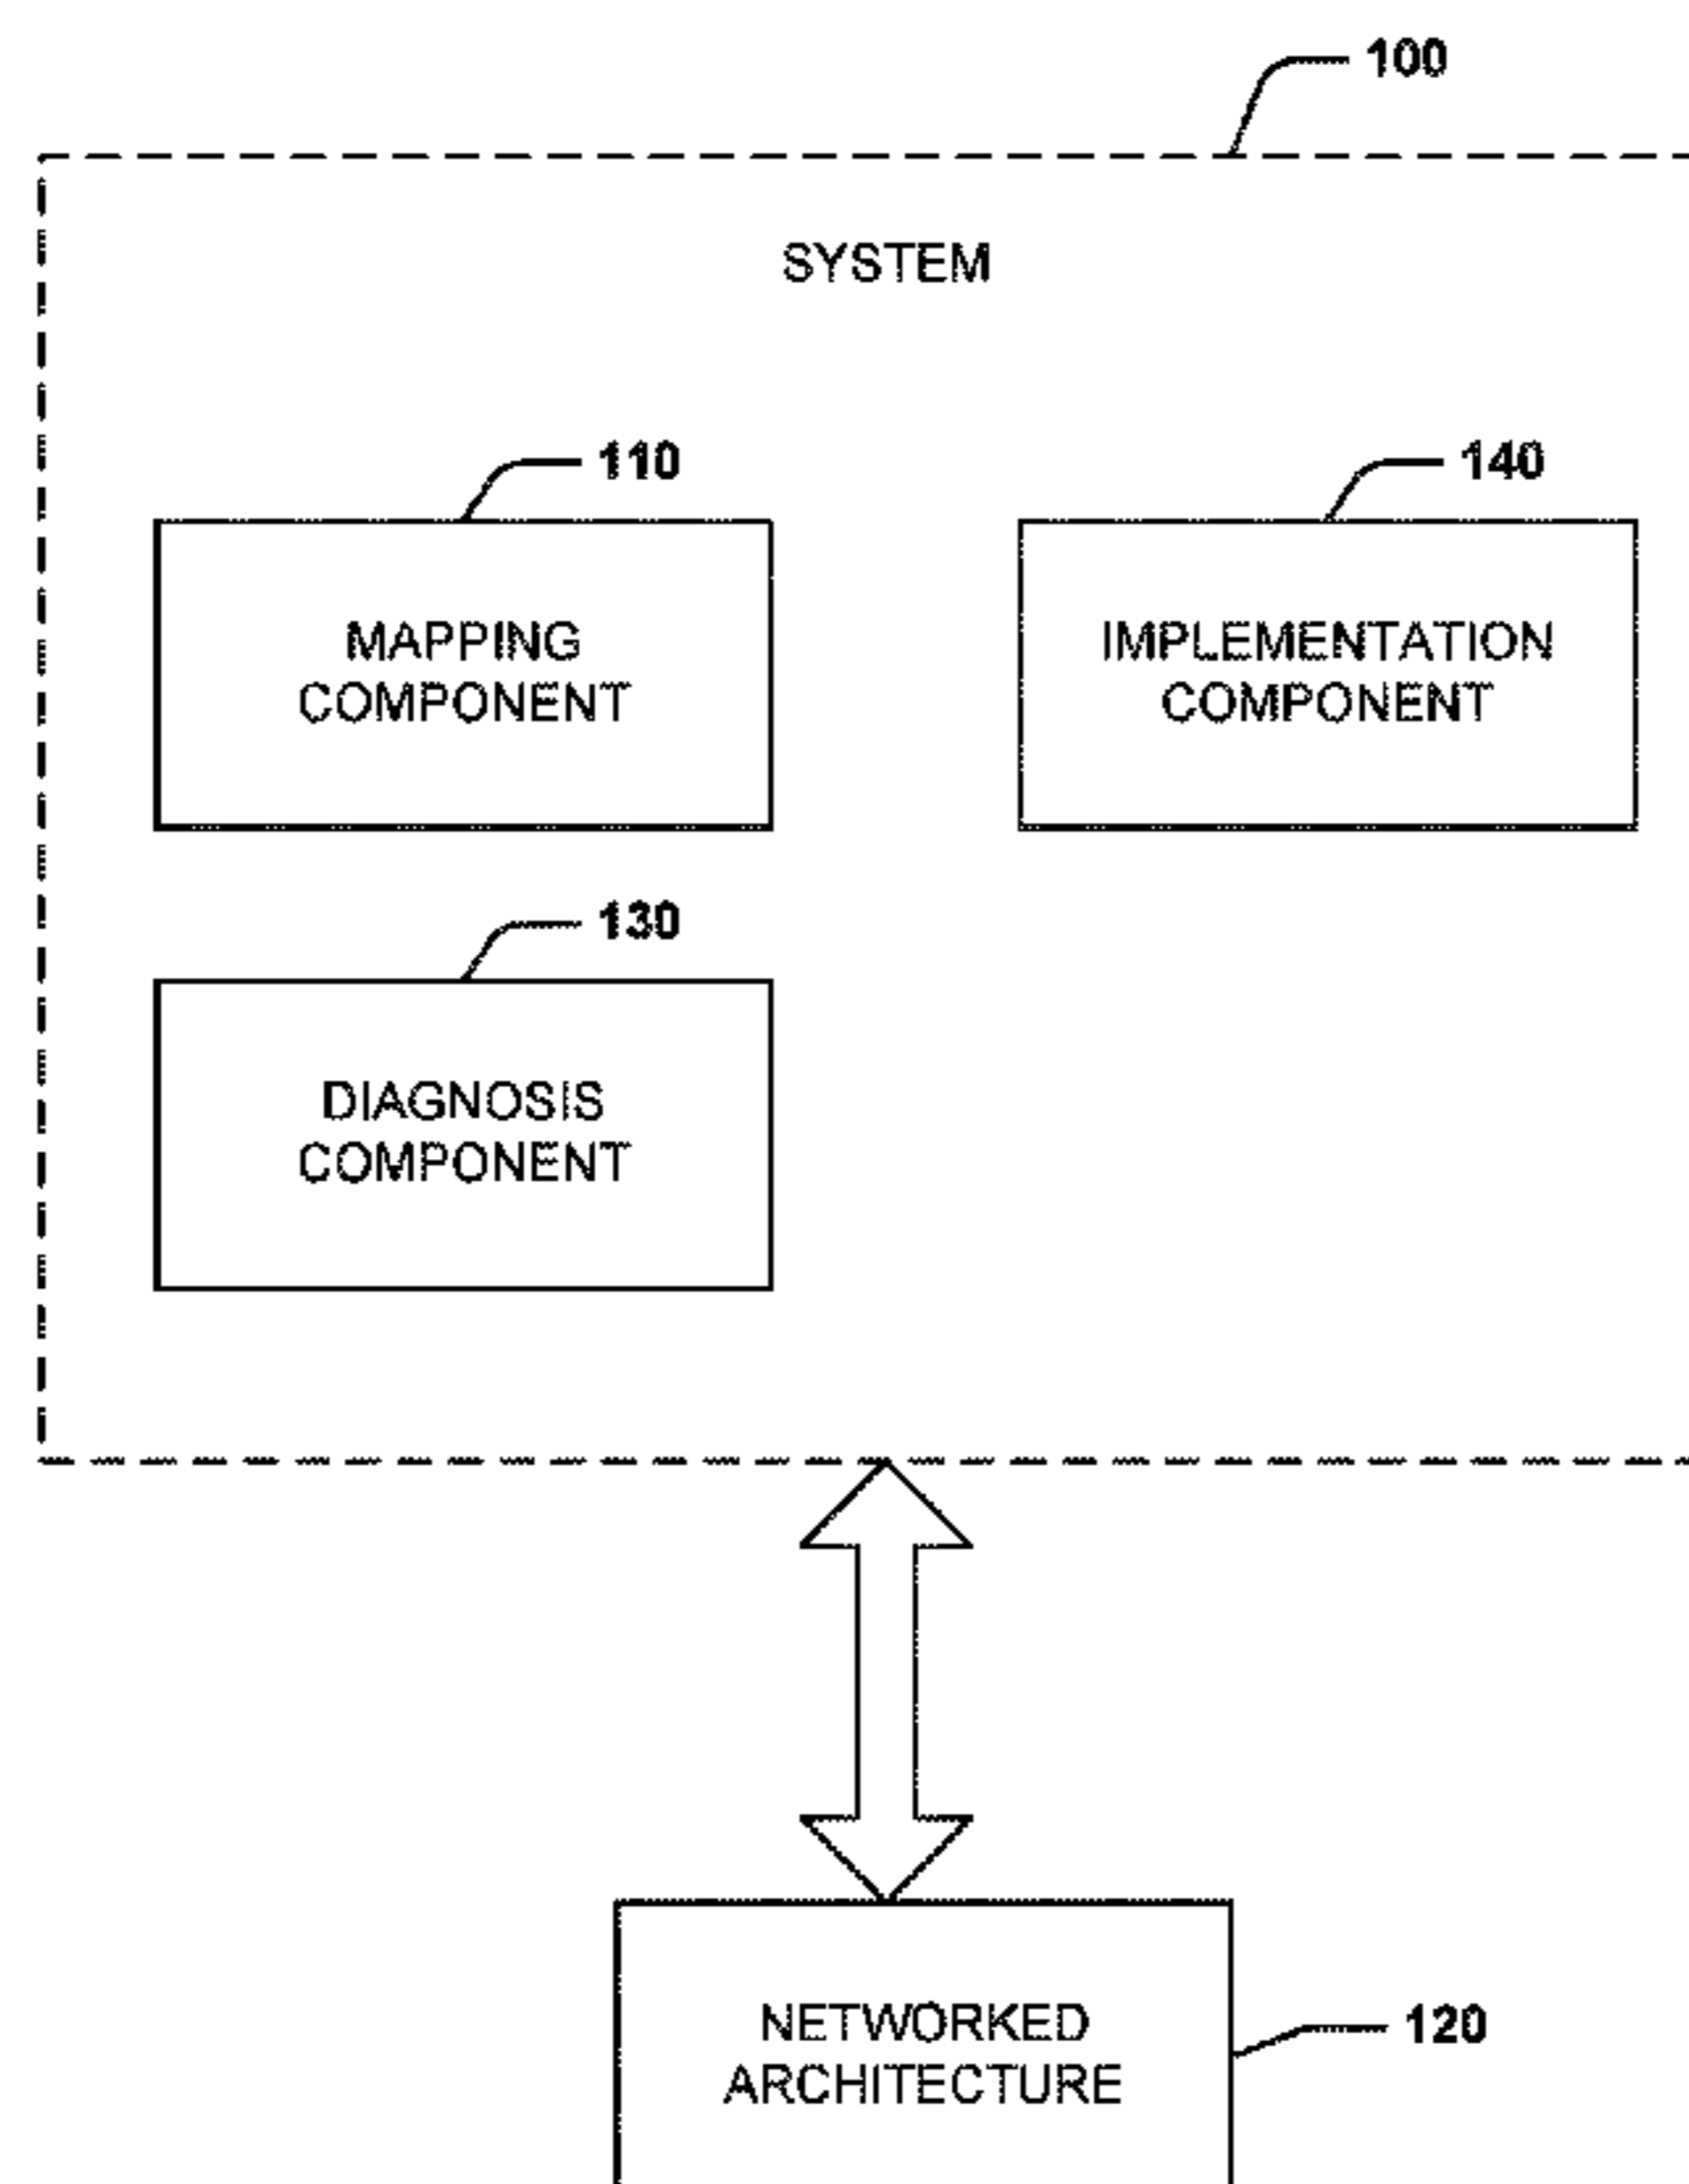 100
SYSTEM
110
140
MAPPING
COMPONENT
IMPLEMENTATION
COMPONENT
130
DIAGNOSIS
COMPONENT
NETWORKED
ARCHITECTURE
120